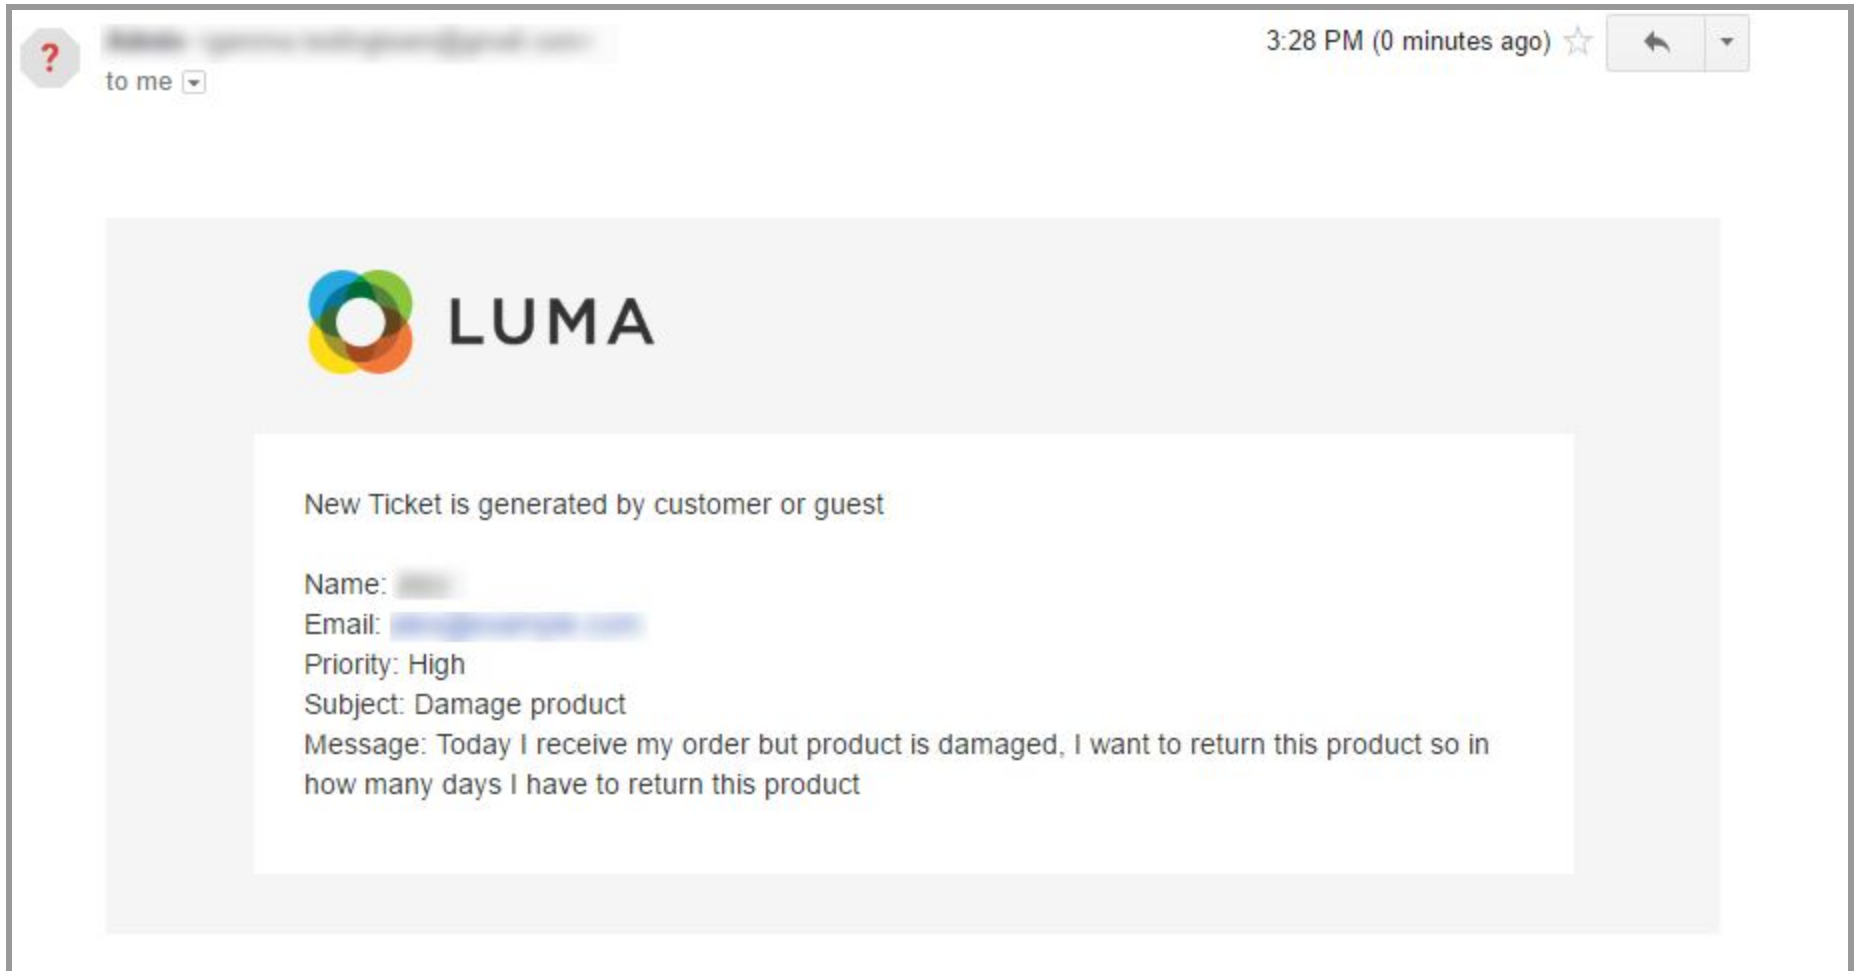 3:28 PM (0 minutes ago)
to me
LUMA
New Ticket is generated by customer or guest
Name:
Email:
Priority: High
Subject: Damage product
Message: Today I receive my order but product is damaged, I want to return this product so in
how many days I have to return this product